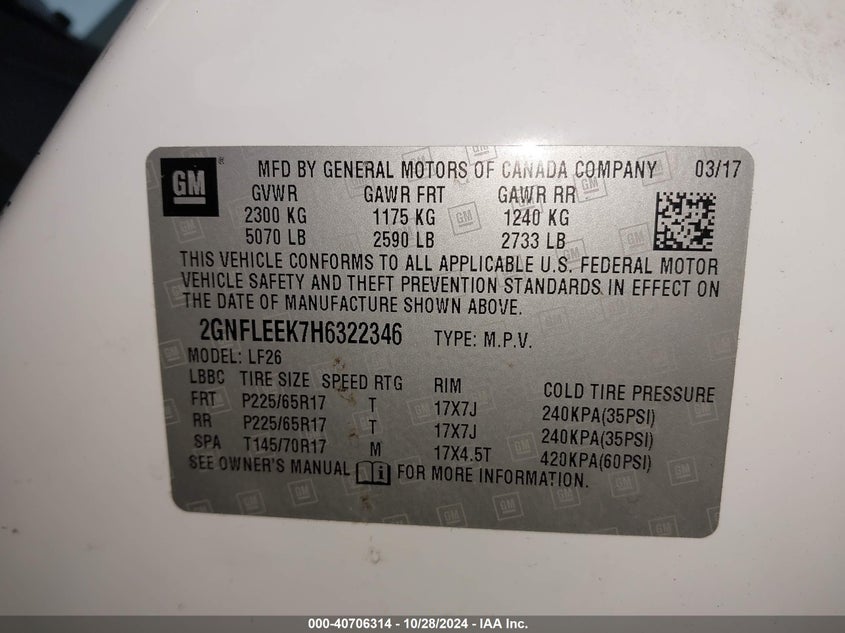 GM ® MFD BY GENERAL MOTORS OF CANADA COMPANY 03/17
GVWR GAWR FRT GAWR RR
2300 KG 1175 KG 1240 KG
5070 LB 2590 LB 2733 LB
THIS VEHICLE CONFORMS TO ALL APPLICABLE U.S. FEDERAL MOTOR
VEHICLE SAFETY AND THEFT PREVENTION STANDARDS IN EFFECT ON
THE DATE OF MANUFACTURE SHOWN ABOVE.
2GNFLEEK7H6322346 TYPE: M.P.V.
MODEL: LF26
LBBC TIRE SIZE SPEED RTG RIM COLD TIRE PRESSURE
FRT P225/65R17 T 17X7J 240KPA(35PSI)
RR P225/65R17 T 17X7J 240KPA(35PSI)
SPA T145/70R17 M 17X4.5T 420KPA(60PSI)
SEE OWNER'S MANUAL i FOR MORE INFORMATION.
000-40706314 - 10/28/2024 - IAA Inc.